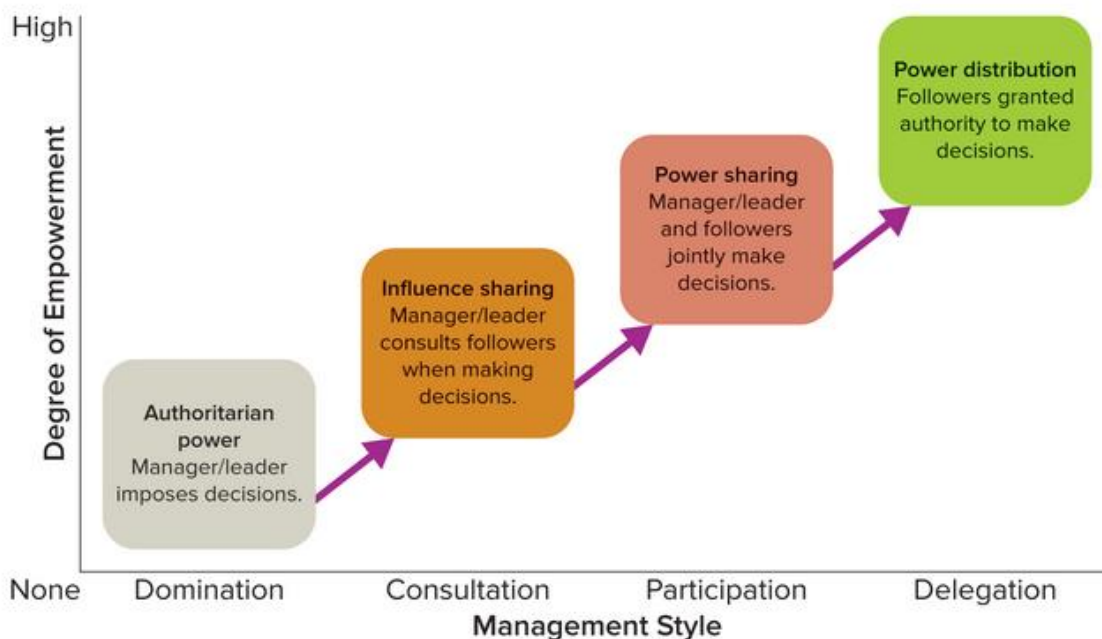 High
Degree of Empowerment
None
Power distribution
Followers granted
authority to make
decisions.
Power sharing
Manager/leader
and followers
jointly make
decisions.
Influence sharing
Manager/leader
consults followers
when making
decisions.
Authoritarian
power
Manager/leader
imposes decisions.
Domination
Consultation
Participation
Delegation
Management Style